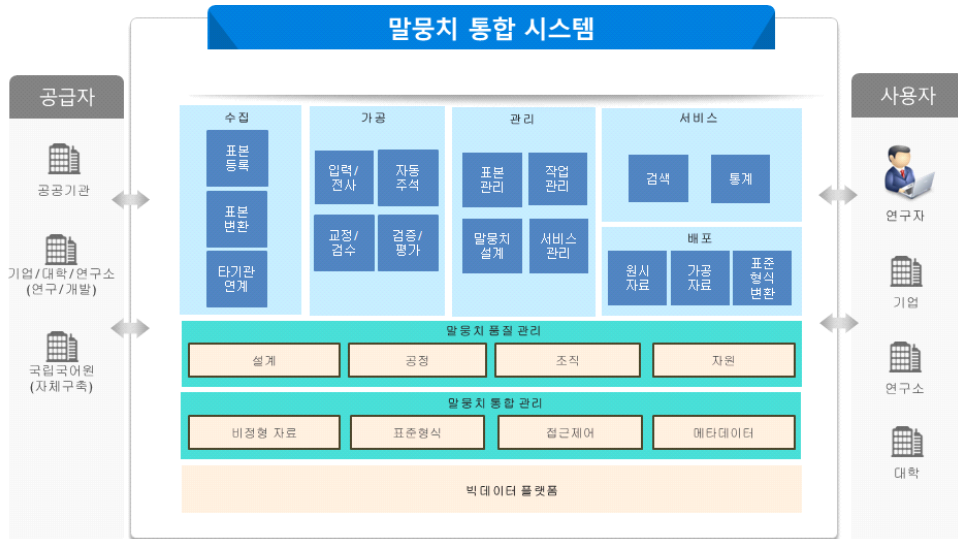 말뭉치 통합 시스템
공급자
공공기관
기업/대학/연구소
(연구/개발)
국립국어원
(자체구축)
수집
표본
등록
표본
변환
타기관
연계
가공
입력/
전사
자동
주석
교정/
검수
검증/
평가
관리
표본
관리
작업
관리
말뭉치
설계
서비스
관리
서비스
검색
통계
배포
원시
자료
가공
자료
표준
형식
변환
말뭉치 품질 관리
설계
공정
조직
자원
말뭉치 통합 관리
비정형 자료
표준형식
접근제어
메타데이터
빅데이터 플랫폼
사용자
연구자
기업
연구소
대학